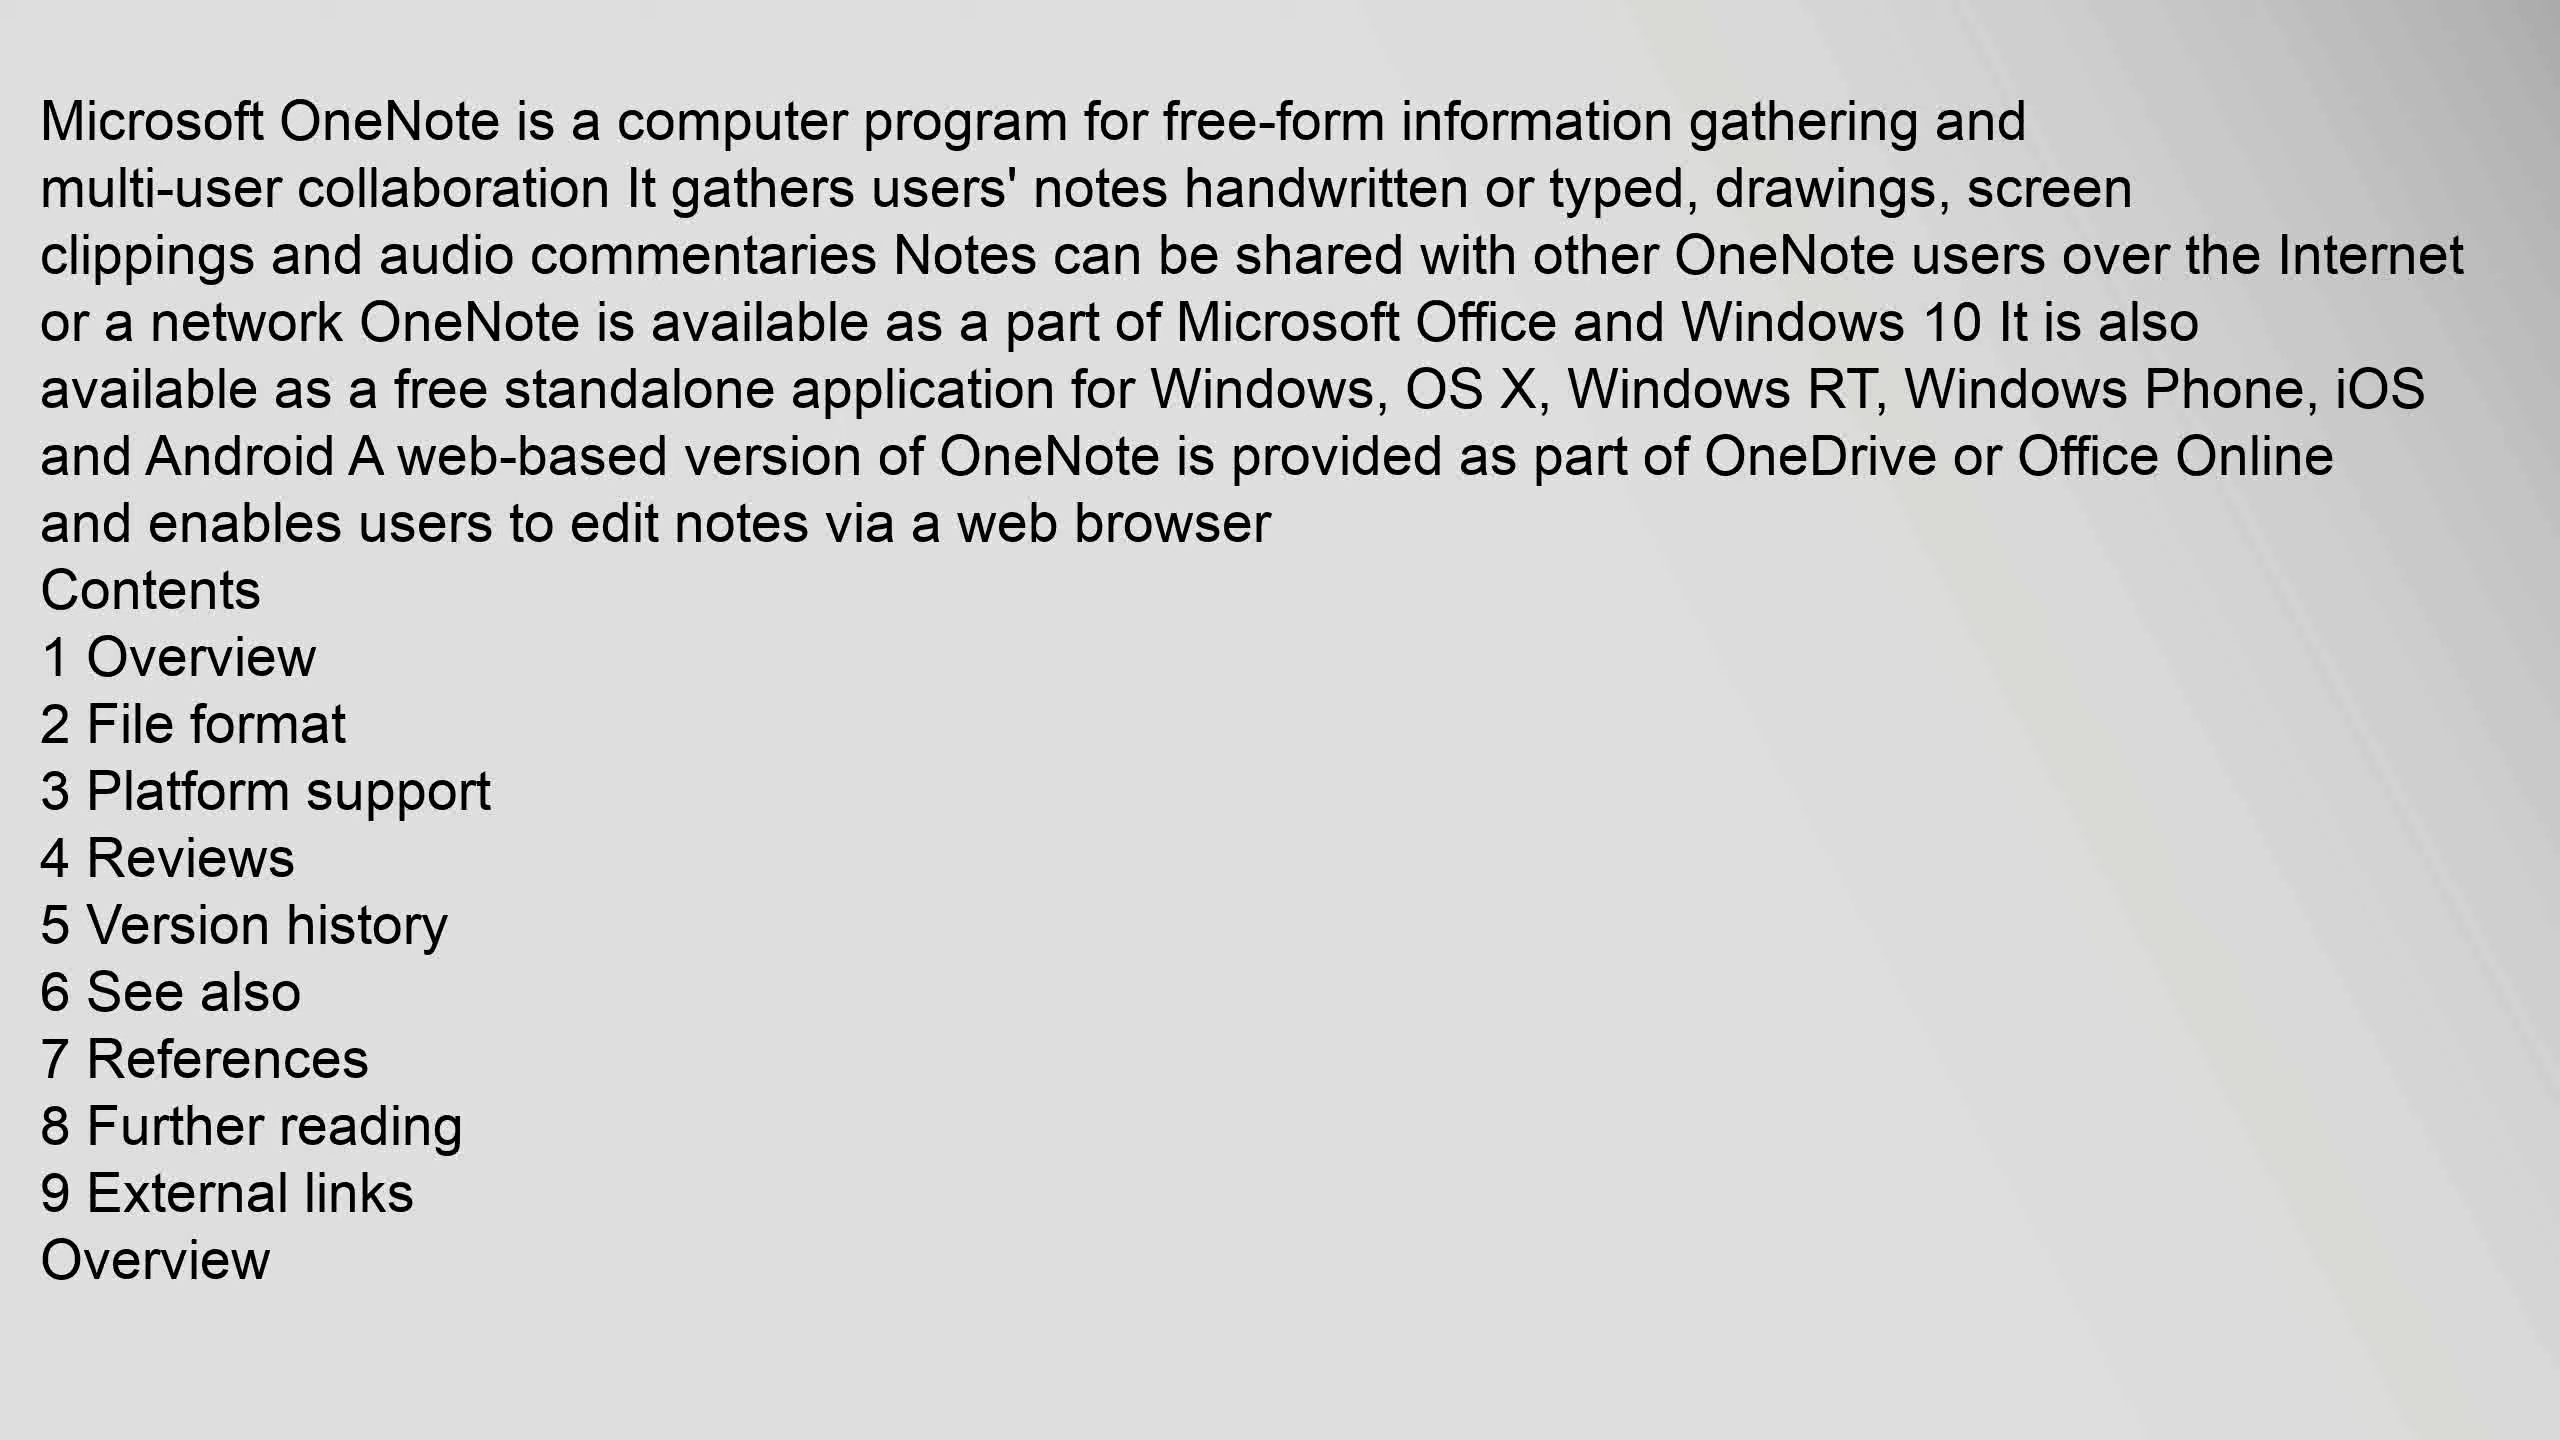 Microsoft OneNote is a computer program for free-form information gathering and
multi-user collaboration It gathers users' notes handwritten or typed, drawings, screen
clippings and audio commentaries Notes can be shared with other OneNote users over the Internet
or a network OneNote is available as a part of Microsoft Office and Windows 10 It is also
available as a free standalone application for Windows, OS X, Windows RT, Windows Phone, iOS
and Android A web-based version of OneNote is provided as part of OneDrive or Office Online
and enables users to edit notes via a web browser
Contents
1 Overview
2 File format
3 Platform support
4 Reviews
5 Version history
6 See also
7 References
8 Further reading
9 External links
Overview